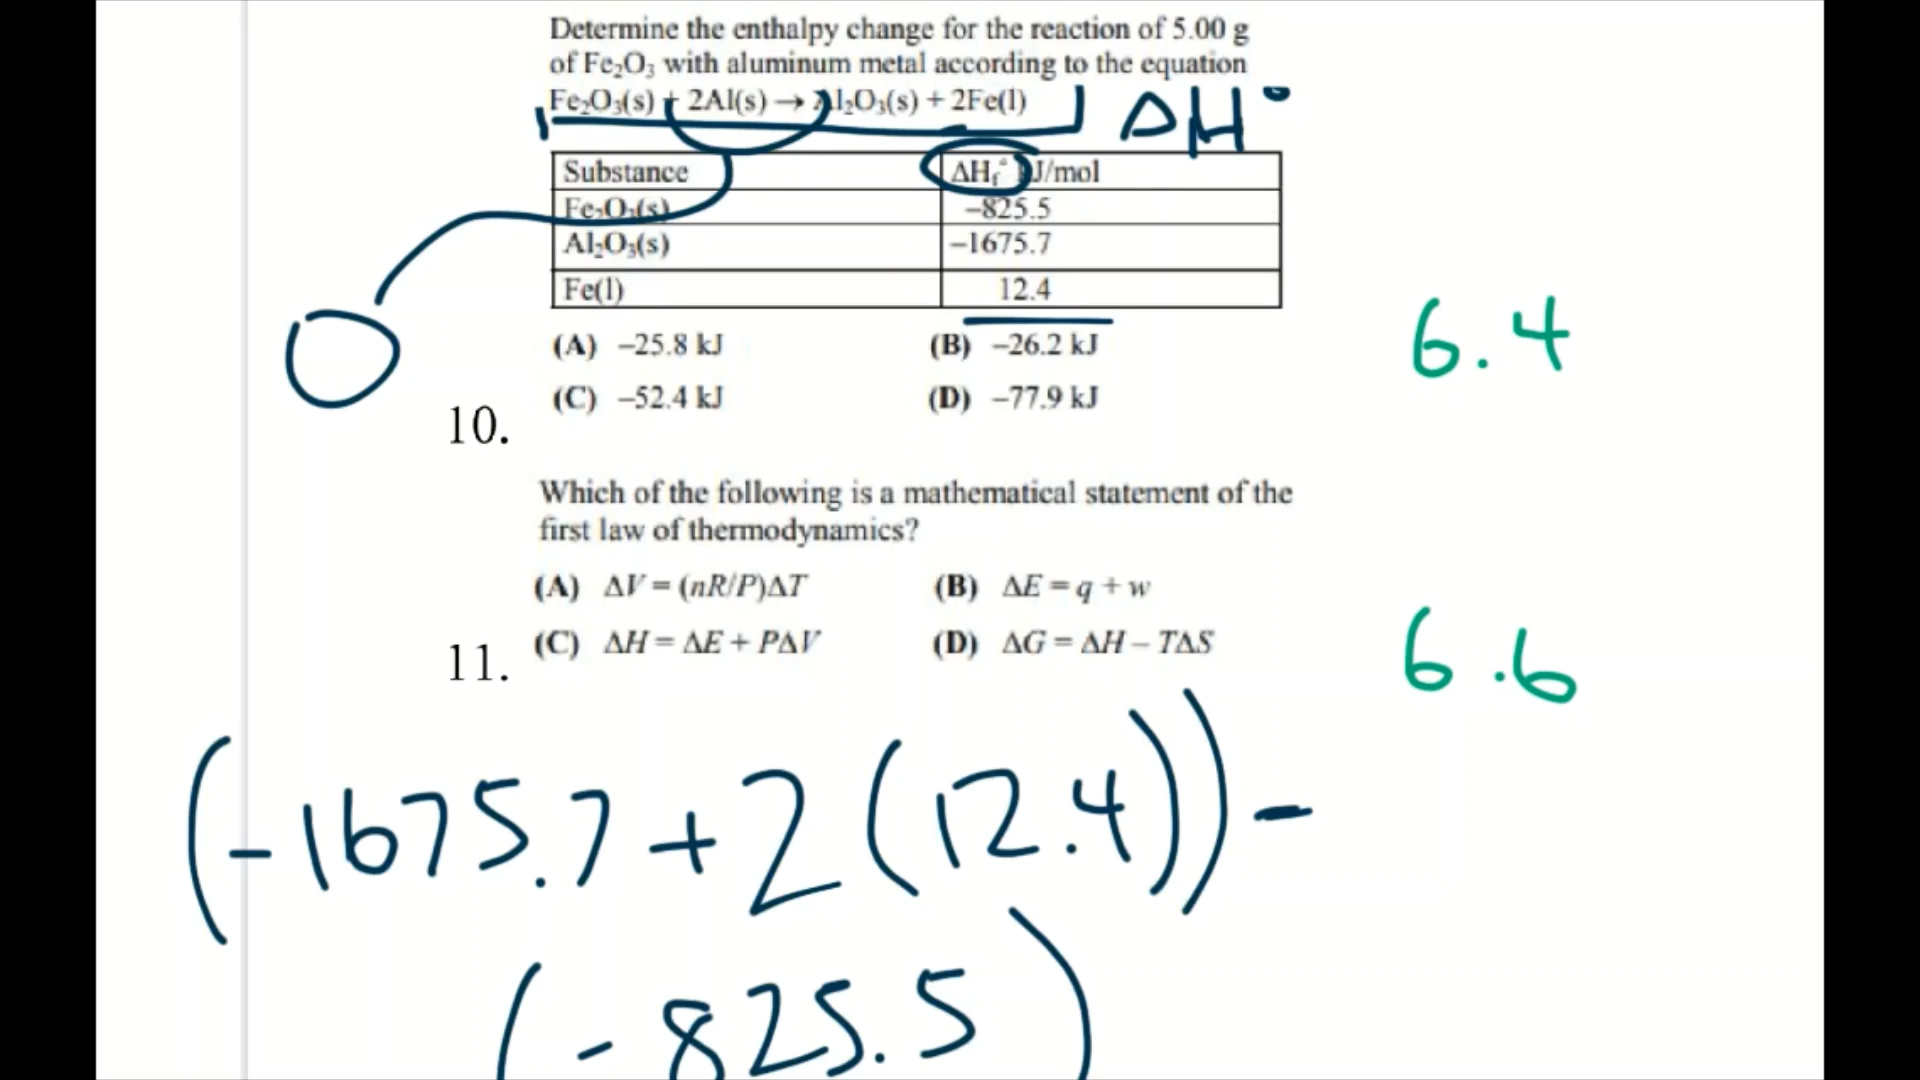 Determine the enthalpy change for the reaction of 5.00 g
of Fe₂O₃ with aluminum metal according to the equation
Fe₂O₃(s) + 2Al(s) → Al₂O₃(s) + 2Fe(l)
ΔH°
Substance ΔHf° kJ/mol
Fe₂O₃(s) −825.5
Al₂O₃(s) −1675.7
Fe(l) 12.4
(A) −25.8 kJ (B) −26.2 kJ
(C) −52.4 kJ (D) −77.9 kJ
10.
6.4
Which of the following is a mathematical statement of the
first law of thermodynamics?
(A) ΔV = (nR/P)ΔT (B) ΔE = q + w
(C) ΔH = ΔE + PΔV (D) ΔG = ΔH – TΔS
11.
6.6
(-1675.7 + 2(12.4)) -
(-825.5)
0